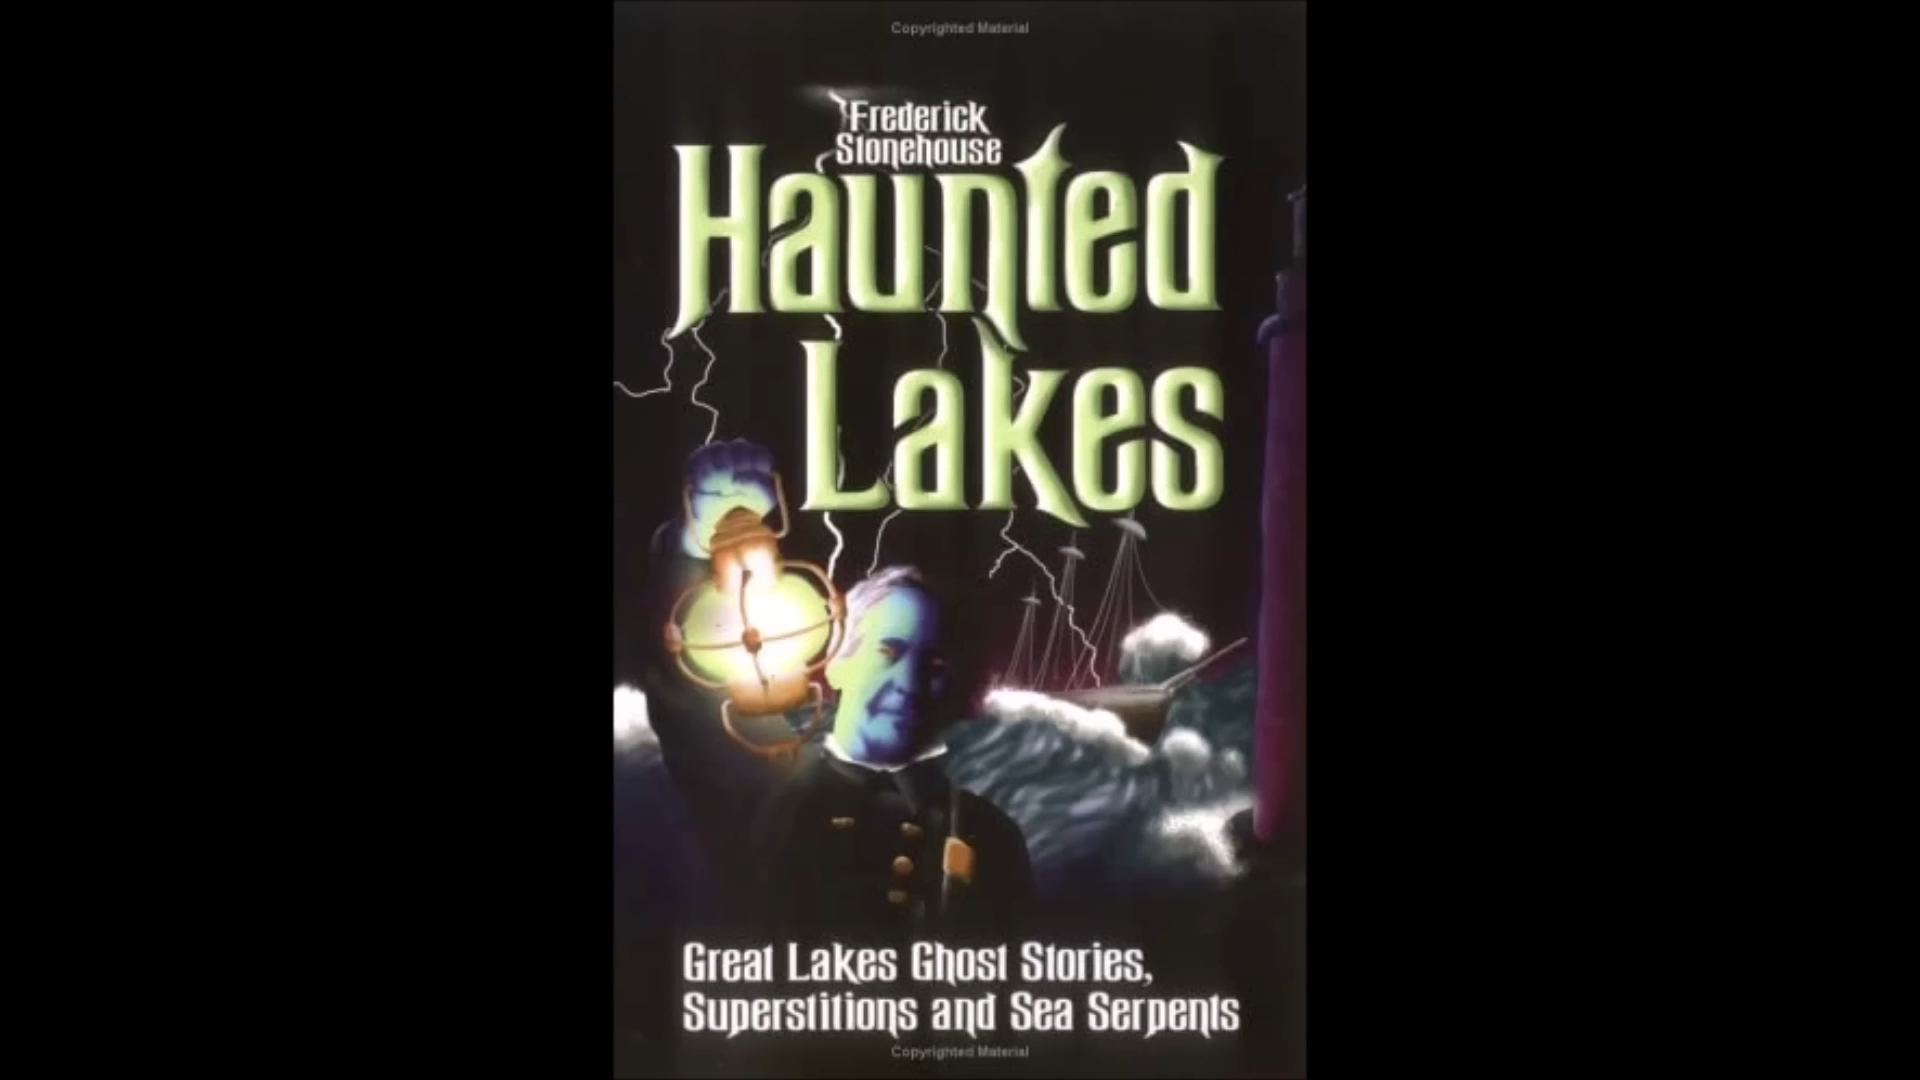 Copyrighted Material
Frederick
Stonehouse
Haunted
Lakes
Great Lakes Ghost Stories,
Superstitions and Sea Serpents
Copyrighted Material